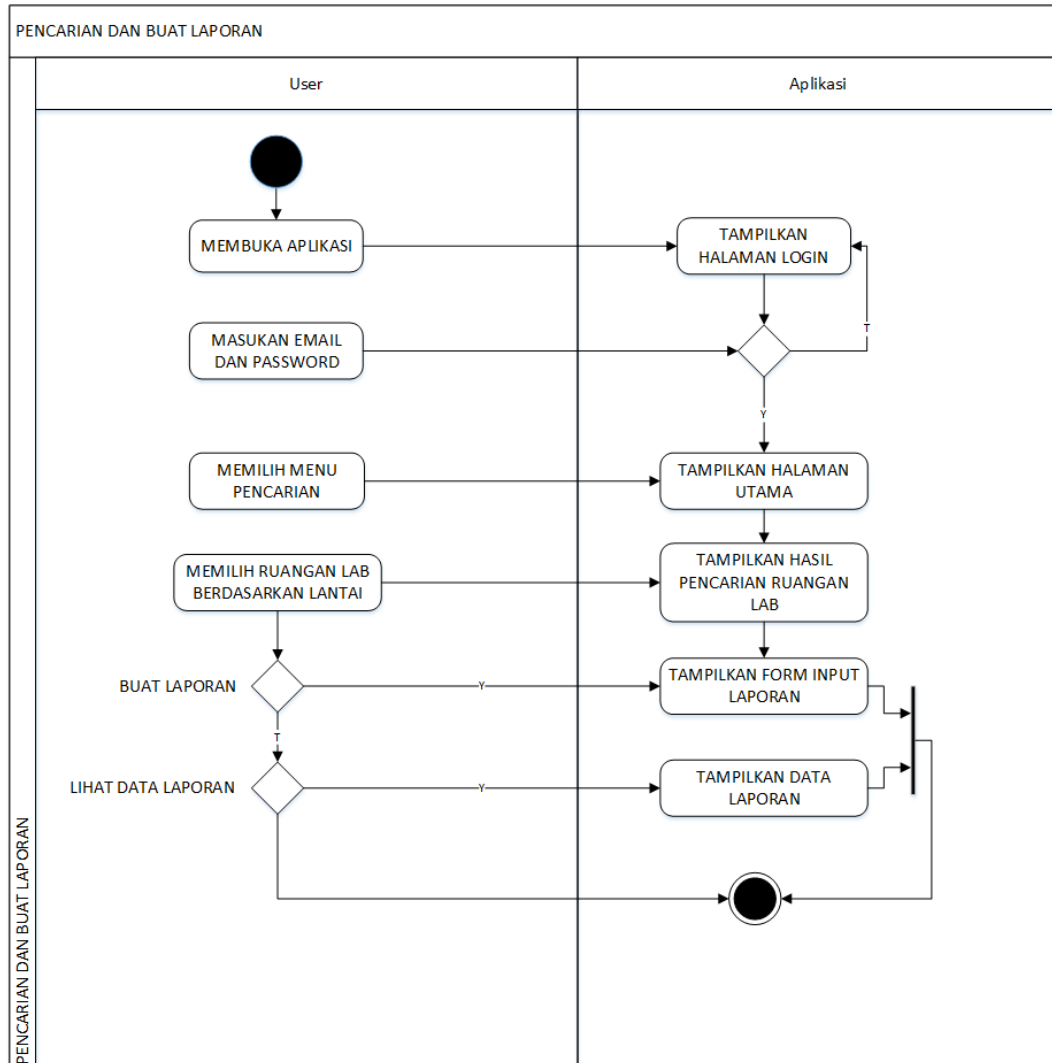 PENCARIAN DAN BUAT LAPORAN
User
Aplikasi
MEMBUKA APLIKASI
TAMPILKAN
HALAMAN LOGIN
T
MASUKAN EMAIL
DAN PASSWORD
Y
MEMILIH MENU
PENCARIAN
TAMPILKAN HALAMAN
UTAMA
MEMILIH RUANGAN LAB
BERDASARKAN LANTAI
TAMPILKAN HASIL
PENCARIAN RUANGAN
LAB
BUAT LAPORAN
Y
TAMPILKAN FORM INPUT
LAPORAN
T
LIHAT DATA LAPORAN
Y
TAMPILKAN DATA
LAPORAN
PENCARIAN DAN BUAT LAPORAN